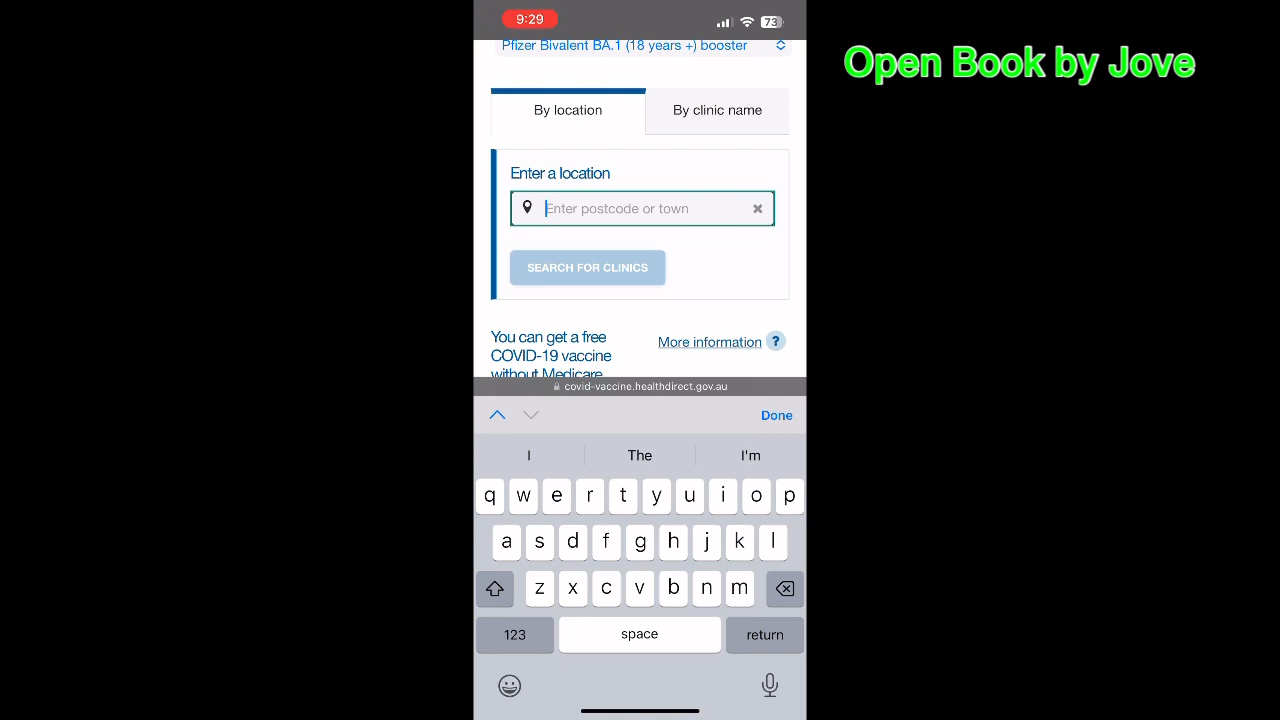 9:29
73
Open Book by Jove
Pfizer Bivalent BA.1 (18 years +) booster
By location
By clinic name
Enter a location
Enter postcode or town
SEARCH FOR CLINICS
You can get a free
COVID-19 vaccine
without Medicare
More information ?
covid-vaccine.healthdirect.gov.au
Done
I The I'm
q w e r t y u i o p
a s d f g h j k l
z x c v b n m
123 space return